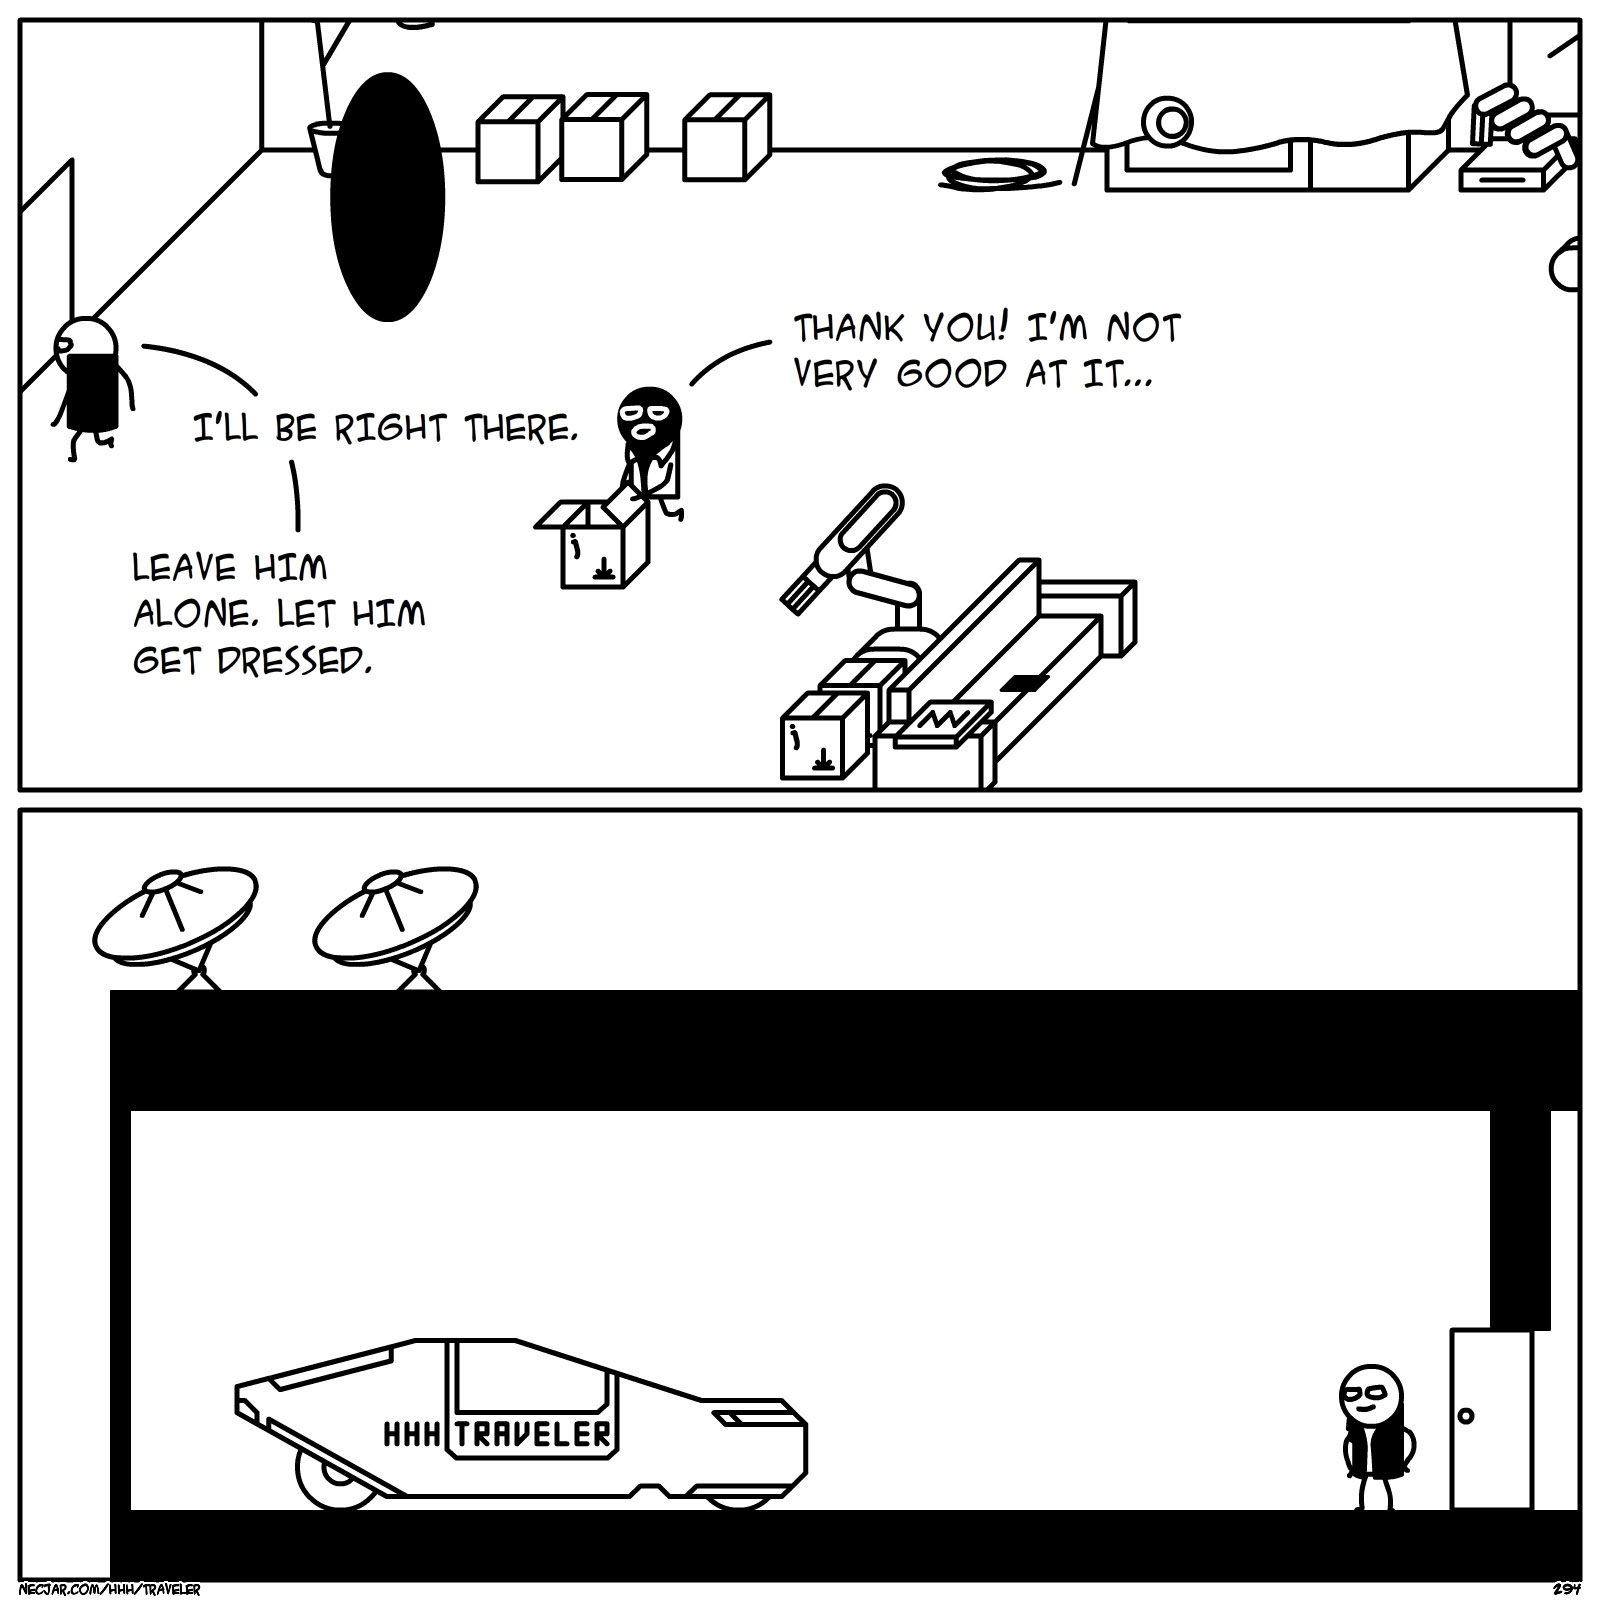 THANK YOU! I'M NOT
VERY GOOD AT IT...
I'LL BE RIGHT THERE.
LEAVE HIM
ALONE. LET HIM
GET DRESSED.
HHH TRAVELER
NECJAR.COM/HHH/TRAVELER
294